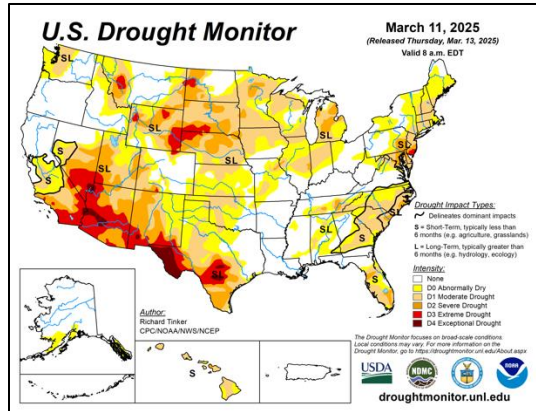 U.S. Drought Monitor
March 11, 2025
(Released Thursday, Mar. 13, 2025)
Valid 8 a.m. EDT
SL
SL
SL
SL
SL
S
S
SL
SL
SL
S
SL
SL
S
S
Drought Impact Types:
Delineates dominant impacts
S = Short-Term, typically less than
6 months (e.g. agriculture, grasslands)
L = Long-Term, typically greater than
6 months (e.g. hydrology, ecology)
Intensity:
None
D0 Abnormally Dry
D1 Moderate Drought
D2 Severe Drought
D3 Extreme Drought
D4 Exceptional Drought
Author:
Richard Tinker
CPC/NOAA/NWS/NCEP
The Drought Monitor focuses on broad-scale conditions.
Local conditions may vary. For more information on the
Drought Monitor, go to https://droughtmonitor.unl.edu/About.aspx
USDA
NDMC
NOAA
droughtmonitor.unl.edu